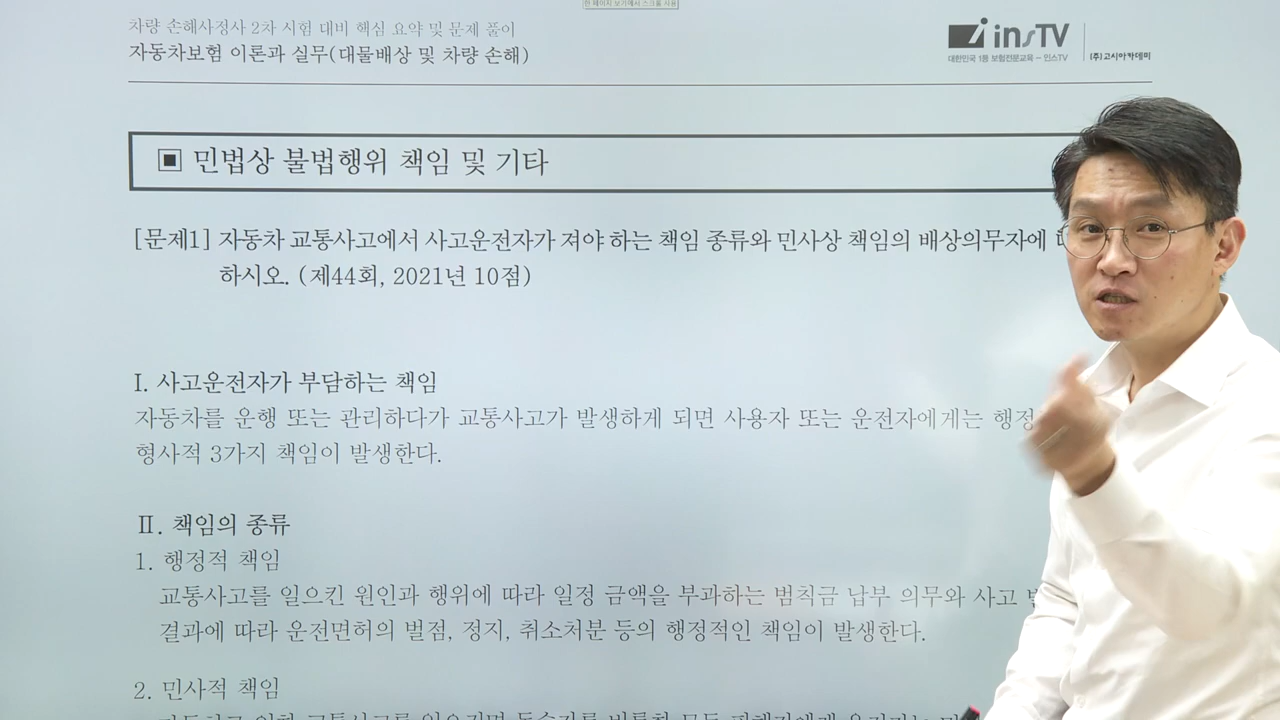 한 페이지 보기에서 스크롤 사용
차량 손해사정사 2차 시험 대비 핵심 요약 및 문제 풀이
자동차보험 이론과 실무(대물배상 및 차량 손해)
insTV
대한민국 1등 보험전문교육 - 인스TV
(주)고시아카데미
▣ 민법상 불법행위 책임 및 기타
[문제1] 자동차 교통사고에서 사고운전자가 져야 하는 책임 종류와 민사상 책임의 배상의무자에
하시오. (제44회, 2021년 10점)
Ⅰ. 사고운전자가 부담하는 책임
자동차를 운행 또는 관리하다가 교통사고가 발생하게 되면 사용자 또는 운전자에게는 행정
형사적 3가지 책임이 발생한다.
Ⅱ. 책임의 종류
1. 행정적 책임
교통사고를 일으킨 원인과 행위에 따라 일정 금액을 부과하는 범칙금 납부 의무와 사고
결과에 따라 운전면허의 벌점, 정지, 취소처분 등의 행정적인 책임이 발생한다.
2. 민사적 책임